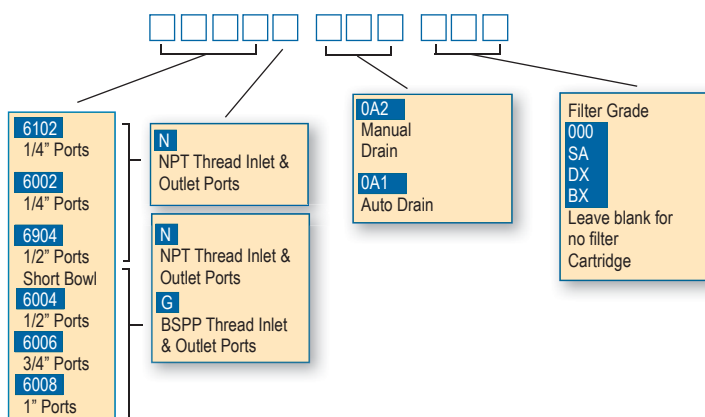 6102
1/4” Ports
6002
1/4” Ports
6904
1/2” Ports
Short Bowl
6004
1/2” Ports
6006
3/4” Ports
6008
1” Ports
N
NPT Thread Inlet &
Outlet Ports
N
NPT Thread Inlet &
Outlet Ports
G
BSPP Thread Inlet
& Outlet Ports
0A2
Manual
Drain
0A1
Auto Drain
Filter Grade
000
SA
DX
BX
Leave blank for
no filter
Cartridge